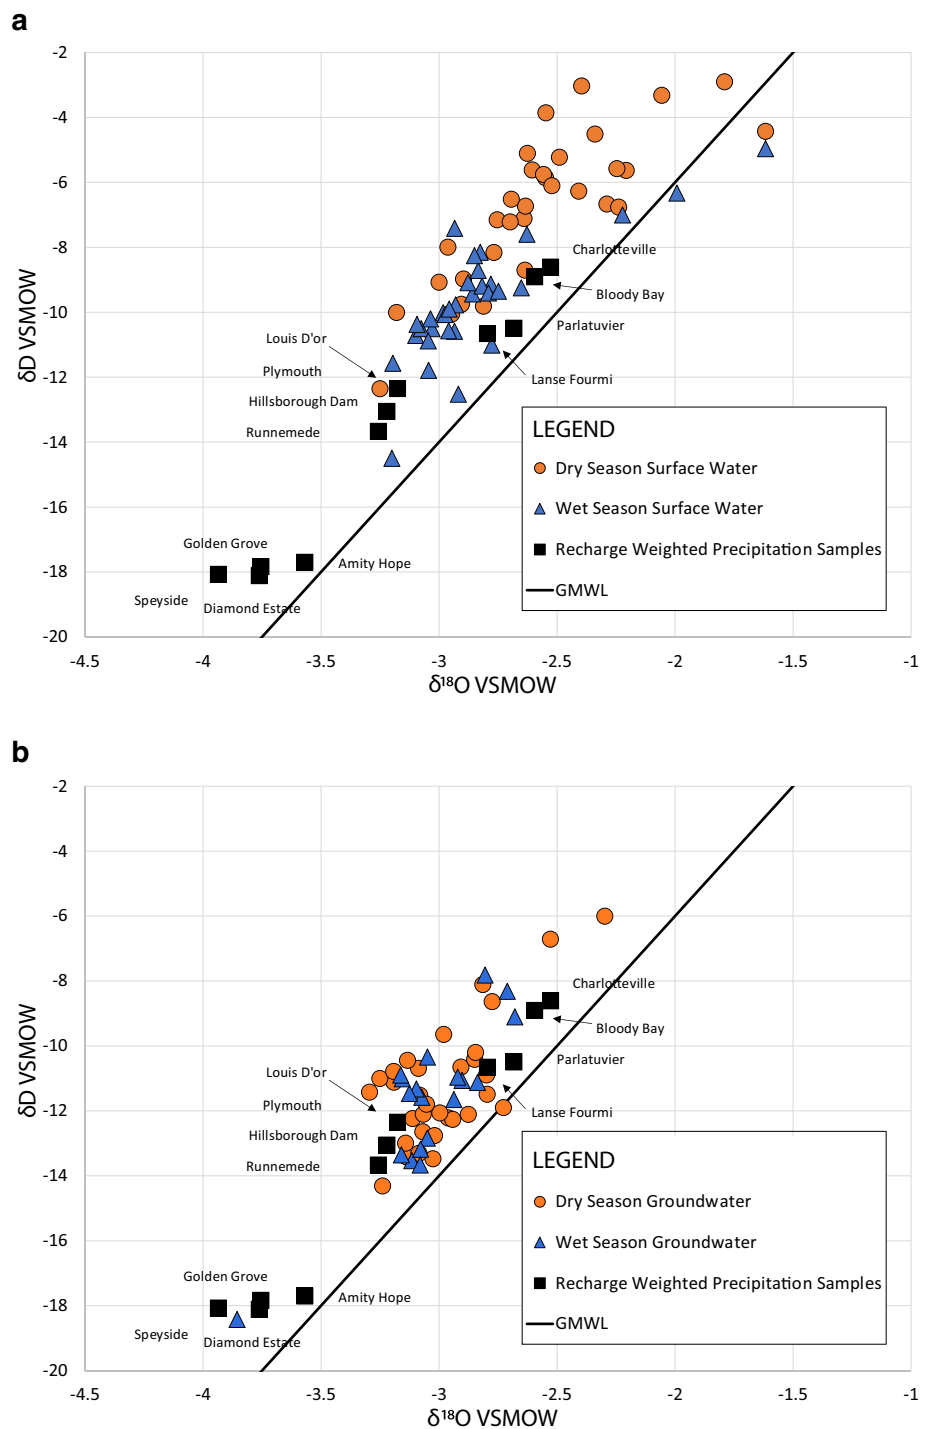 a
-2
-4
-6
-8
-10
-12
-14
-16
-18
-20
δD VSMOW
Charlotteville
Bloody Bay
Parlatuvier
Lanse Fourmi
Louis D'or
Plymouth
Hillsborough Dam
Runnemede
Golden Grove
Amity Hope
Speyside
Diamond Estate
LEGEND
Dry Season Surface Water
Wet Season Surface Water
Recharge Weighted Precipitation Samples
GMWL
-4.5 -4 -3.5 -3 -2.5 -2 -1.5 -1
δ¹⁸O VSMOW
b
-2
-4
-6
-8
-10
-12
-14
-16
-18
-20
δD VSMOW
Charlotteville
Bloody Bay
Parlatuvier
Lanse Fourmi
Louis D'or
Plymouth
Hillsborough Dam
Runnemede
Golden Grove
Amity Hope
Speyside
Diamond Estate
LEGEND
Dry Season Groundwater
Wet Season Groundwater
Recharge Weighted Precipitation Samples
GMWL
-4.5 -4 -3.5 -3 -2.5 -2 -1.5 -1
δ¹⁸O VSMOW